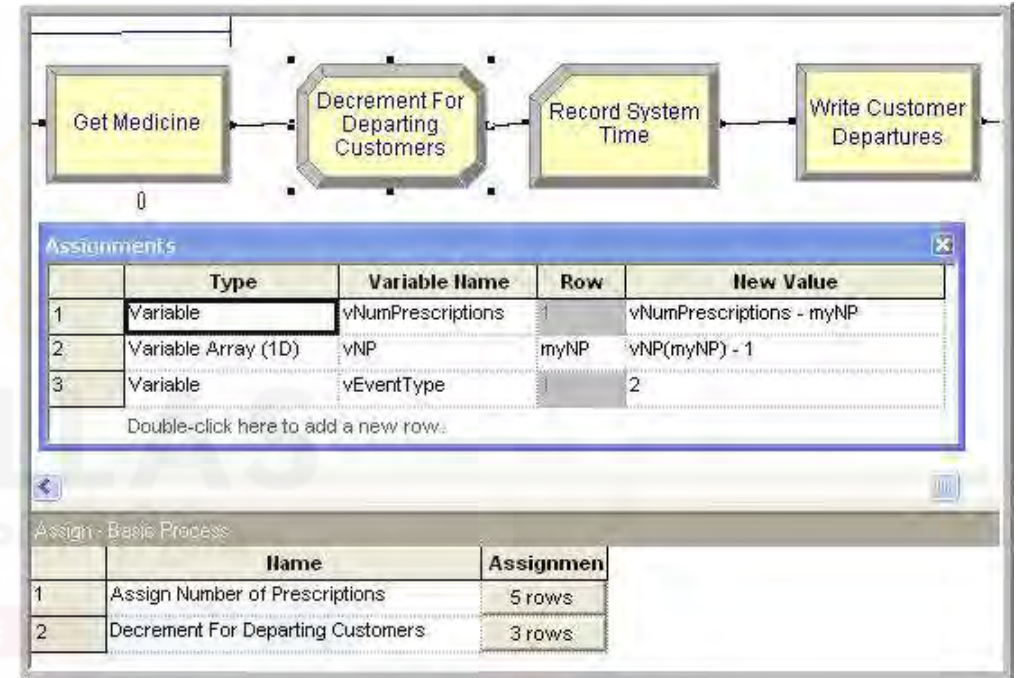 Get Medicine
Decrement For
Departing
Customers
Record System
Time
Write Customer
Departures
0
Assignments
Type Variable Name Row New Value
1 Variable vNumPrescriptions 1 vNumPrescriptions - myNP
2 Variable Array (1D) vNP myNP vNP(myNP) - 1
3 Variable vEventType 1 2
Double-click here to add a new row.
Assign - Basic Process
Name Assignmen
1 Assign Number of Prescriptions 5 rows
2 Decrement For Departing Customers 3 rows